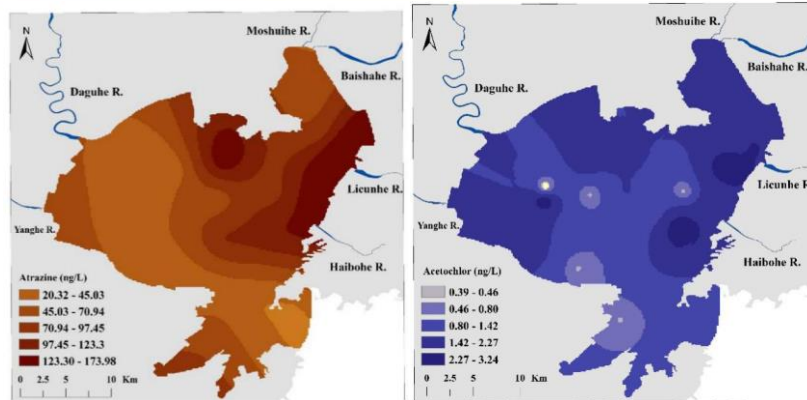 N
Moshuihe R.
Baishahe R.
Daguhe R.
Licunhe R.
Yanghe R.
Haibohe R.
Atrazine (ng/L)
20.32 - 45.03
45.03 - 70.94
70.94 - 97.45
97.45 - 123.3
123.30 - 173.98
0 2.5 5 10 Km
N
Moshuihe R.
Baishahe R.
Daguhe R.
Licunhe R
Yanghe R.
Haibohe R.
Acetochlor (ng/L)
0.39 - 0.46
0.46 - 0.80
0.80 - 1.42
1.42 - 2.27
2.27 - 3.24
0 2.5 5 10 Km